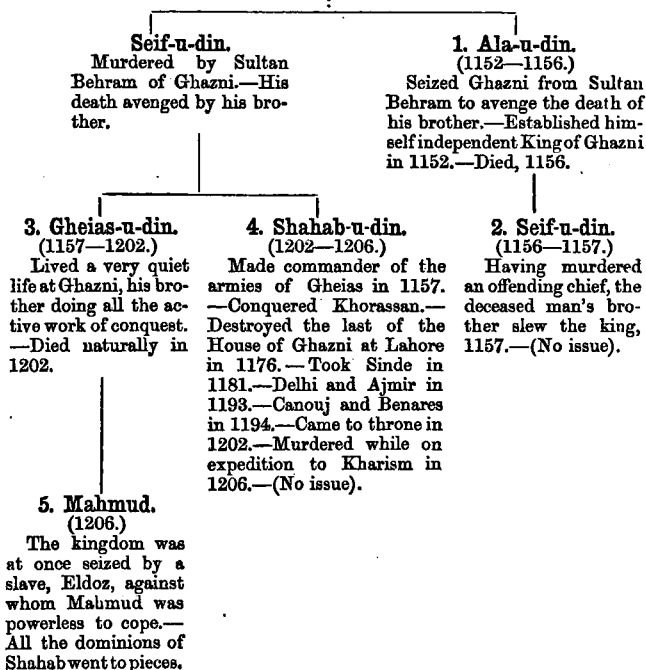 Seif-u-din.
Murdered by Sultan
Behram of Ghazni.—His
death avenged by his bro-
ther.
1. Ala-u-din.
(1152—1156.)
Seized Ghazni from Sultan
Behram to avenge the death of
his brother.—Established him-
self independent King of Ghazni
in 1152.—Died, 1156.
3. Gheias-u-din.
(1157—1202.)
Lived a very quiet
life at Ghazni, his bro-
ther doing all the ac-
tive work of conquest.
—Died naturally in
1202.
4. Shahab-u-din.
(1202—1206.)
Made commander of the
armies of Gheias in 1157.
—Conquered Khorassan.—
Destroyed the last of the
House of Ghazni at Lahore
in 1176.—Took Sinde in
1181.—Delhi and Ajmir in
1193.—Canouj and Benares
in 1194.—Came to throne in
1202.—Murdered while on
expedition to Kharism in
1206.—(No issue).
2. Seif-u-din.
(1156—1157.)
Having murdered
an offending chief, the
deceased man's bro-
ther slew the king,
1157.—(No issue).
5. Mahmud.
(1206.)
The kingdom was
at once seized by a
slave, Eldoz, against
whom Mahmud was
powerless to cope.—
All the dominions of
Shahab went to pieces.